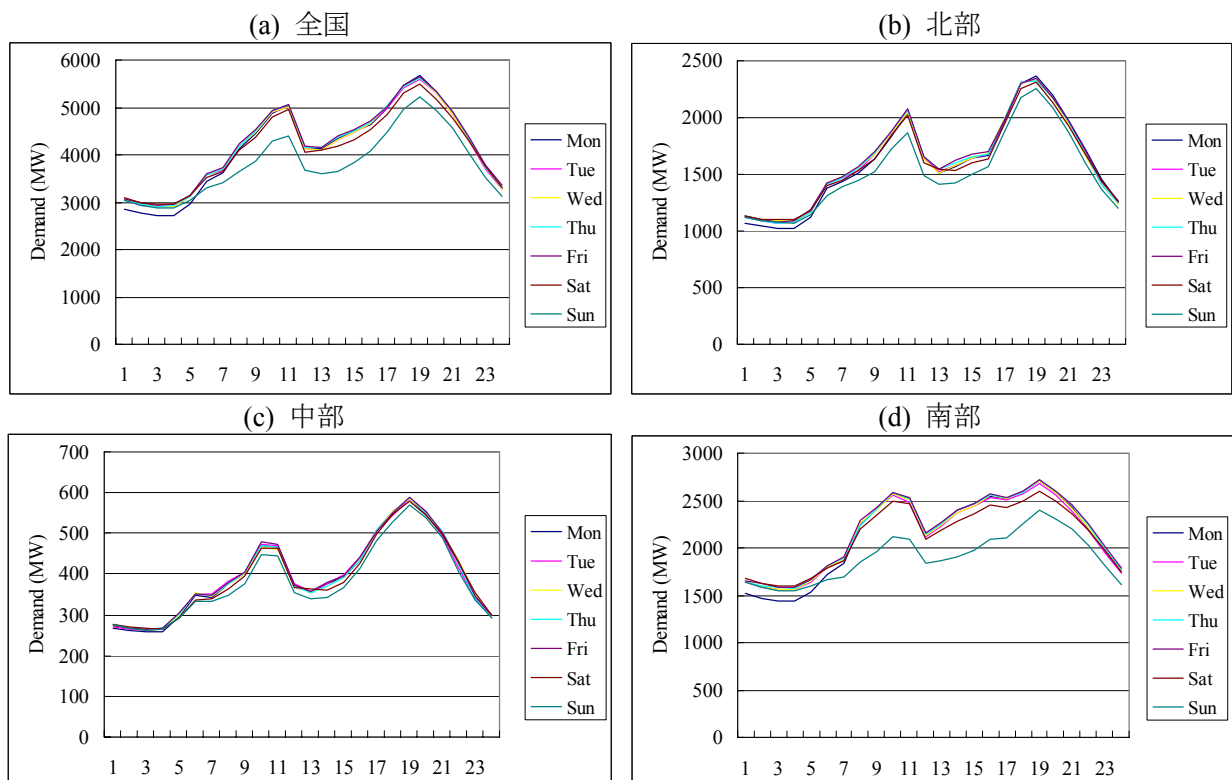 (a) 全国
6000
5000
4000
3000
2000
1000
0
Demand (MW)
1 3 5 7 9 11 13 15 17 19 21 23
Mon
Tue
Wed
Thu
Fri
Sat
Sun
(b) 北部
2500
2000
1500
1000
500
0
Demand (MW)
1 3 5 7 9 11 13 15 17 19 21 23
Mon
Tue
Wed
Thu
Fri
Sat
Sun
(c) 中部
700
600
500
400
300
200
100
0
Demand (MW)
1 3 5 7 9 11 13 15 17 19 21 23
Mon
Tue
Wed
Thu
Fri
Sat
Sun
(d) 南部
3000
2500
2000
1500
1000
500
0
Demand (MW)
1 3 5 7 9 11 13 15 17 19 21 23
Mon
Tue
Wed
Thu
Fri
Sat
Sun